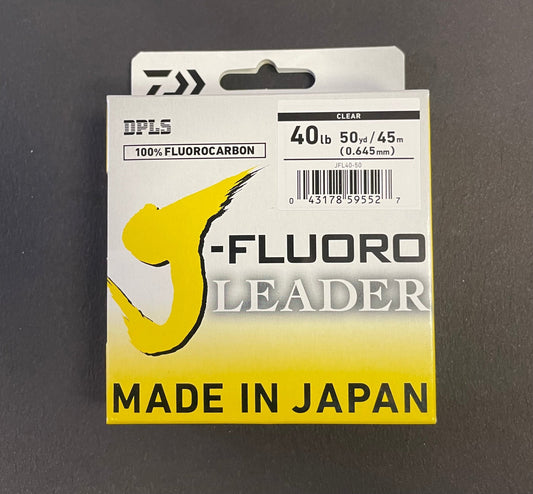 DPLS
100% FLUOROCARBON
CLEAR
40lb 50yd/45m
(0.645mm)
JFL40-50
0 43178 59552 7
J-FLUORO
LEADER
MADE IN JAPAN